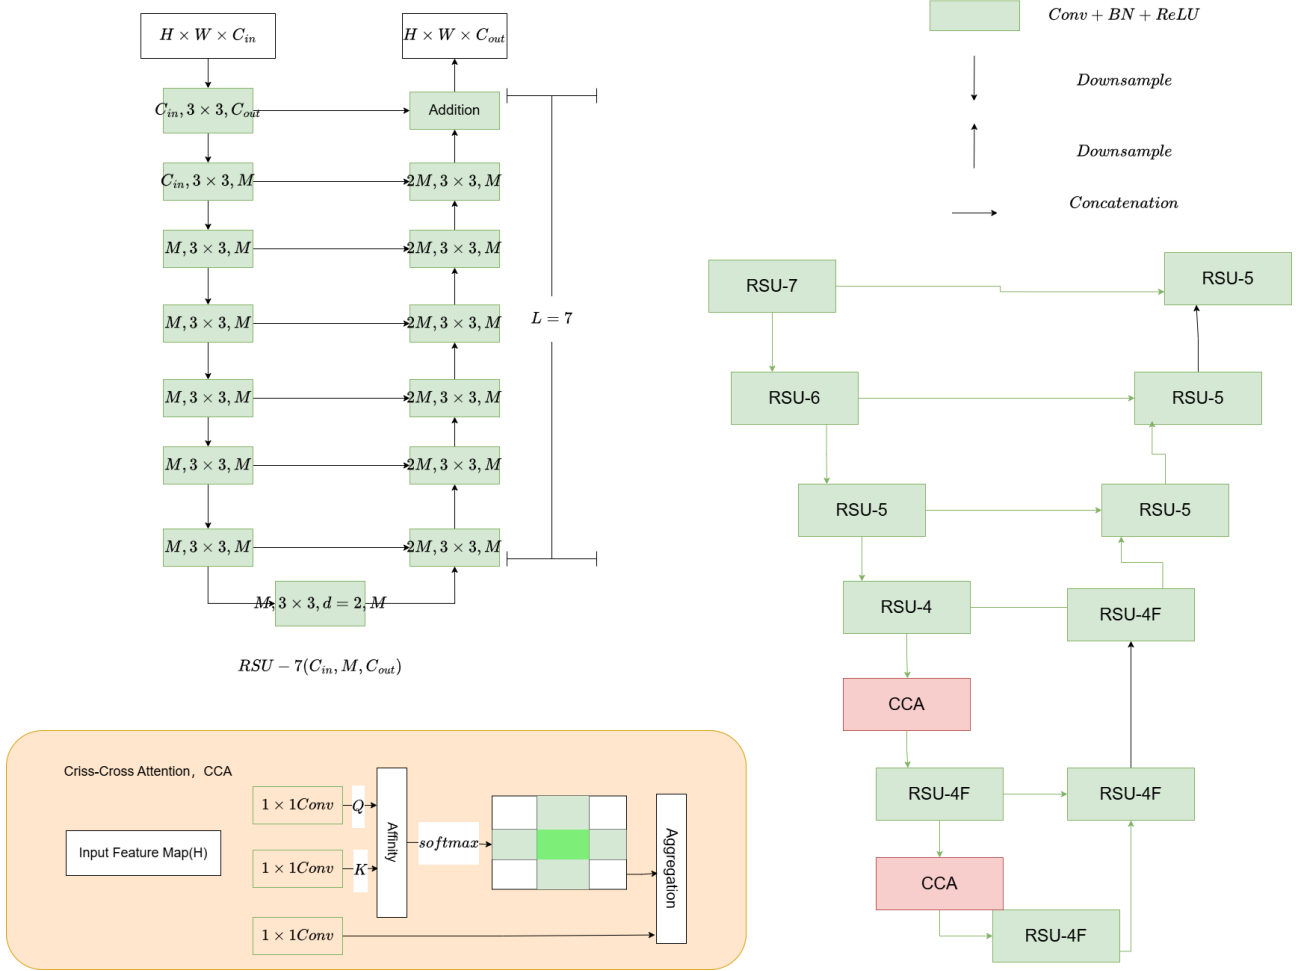 H × W × C_in
H × W × C_out
C_in, 3 × 3, C_out
Addition
C_in, 3 × 3, M
2M, 3 × 3, M
M, 3 × 3, M
2M, 3 × 3, M
M, 3 × 3, M
2M, 3 × 3, M
L = 7
M, 3 × 3, M
2M, 3 × 3, M
M, 3 × 3, M
2M, 3 × 3, M
M, 3 × 3, M
2M, 3 × 3, M
M, 3 × 3, d = 2, M
RSU − 7(C_in, M, C_out)
Conv + BN + ReLU
Downsample
Downsample
Concatenation
RSU-7
RSU-5
RSU-6
RSU-5
RSU-5
RSU-5
RSU-4
RSU-4F
CCA
RSU-4F
RSU-4F
CCA
RSU-4F
Criss-Cross Attention，CCA
Input Feature Map(H)
1 × 1Conv
Q
1 × 1Conv
K
1 × 1Conv
Affinity
softmax
Aggregation